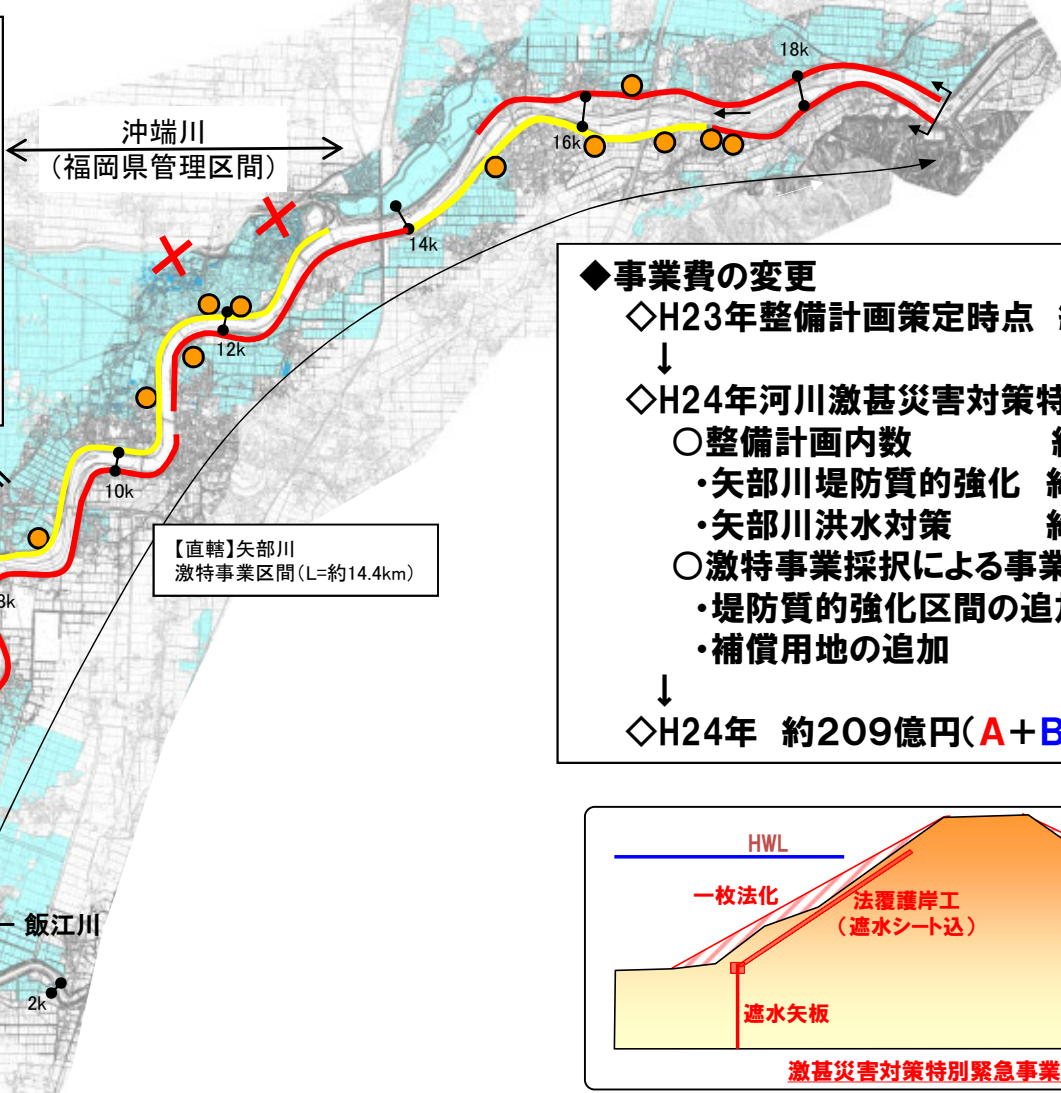 18k
沖端川
(福岡県管理区間)
16k
14k
12k
10k
【直轄】矢部川
激特事業区間(L=約14.4km)
◆事業費の変更
◇H23年整備計画策定時点
↓
◇H24年河川激甚災害対策特
○整備計画内数
・矢部川堤防質的強化
・矢部川洪水対策
○激特事業採択による事業
・堤防質的強化区間の追加
・補償用地の追加
↓
◇H24年 約209億円(A+B
HWL
一枚法化
法覆護岸工
(遮水シート込)
遮水矢板
激甚災害対策特別緊急事業
飯江川
2k